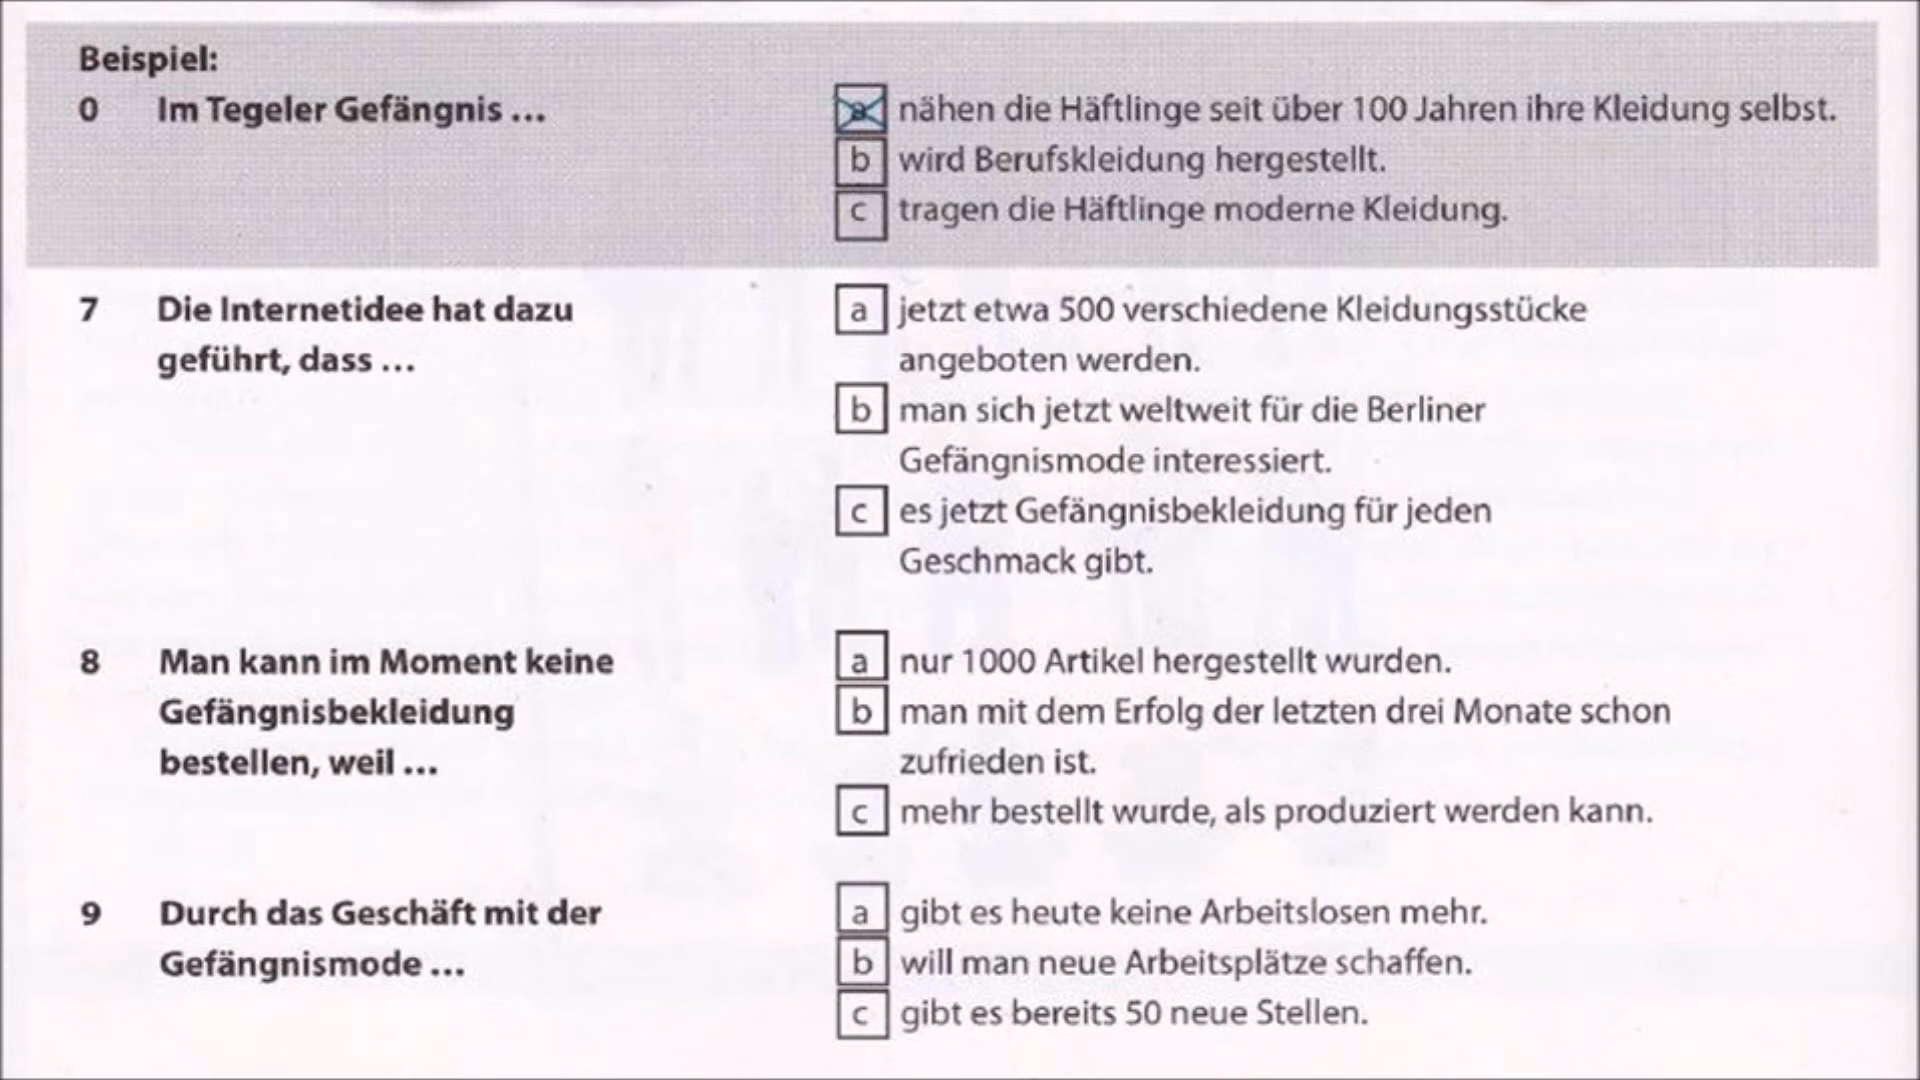 Beispiel:
0 Im Tegeler Gefängnis ...
a nähen die Häftlinge seit über 100 Jahren ihre Kleidung selbst.
b wird Berufskleidung hergestellt.
c tragen die Häftlinge moderne Kleidung.
7 Die Internetidee hat dazu
geführt, dass ...
a jetzt etwa 500 verschiedene Kleidungsstücke
angeboten werden.
b man sich jetzt weltweit für die Berliner
Gefängnismode interessiert.
c es jetzt Gefängnisbekleidung für jeden
Geschmack gibt.
8 Man kann im Moment keine
Gefängnisbekleidung
bestellen, weil ...
a nur 1000 Artikel hergestellt wurden.
b man mit dem Erfolg der letzten drei Monate schon
zufrieden ist.
c mehr bestellt wurde, als produziert werden kann.
9 Durch das Geschäft mit der
Gefängnismode ...
a gibt es heute keine Arbeitslosen mehr.
b will man neue Arbeitsplätze schaffen.
c gibt es bereits 50 neue Stellen.